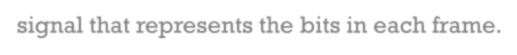 signal that represents the bits in each frame.